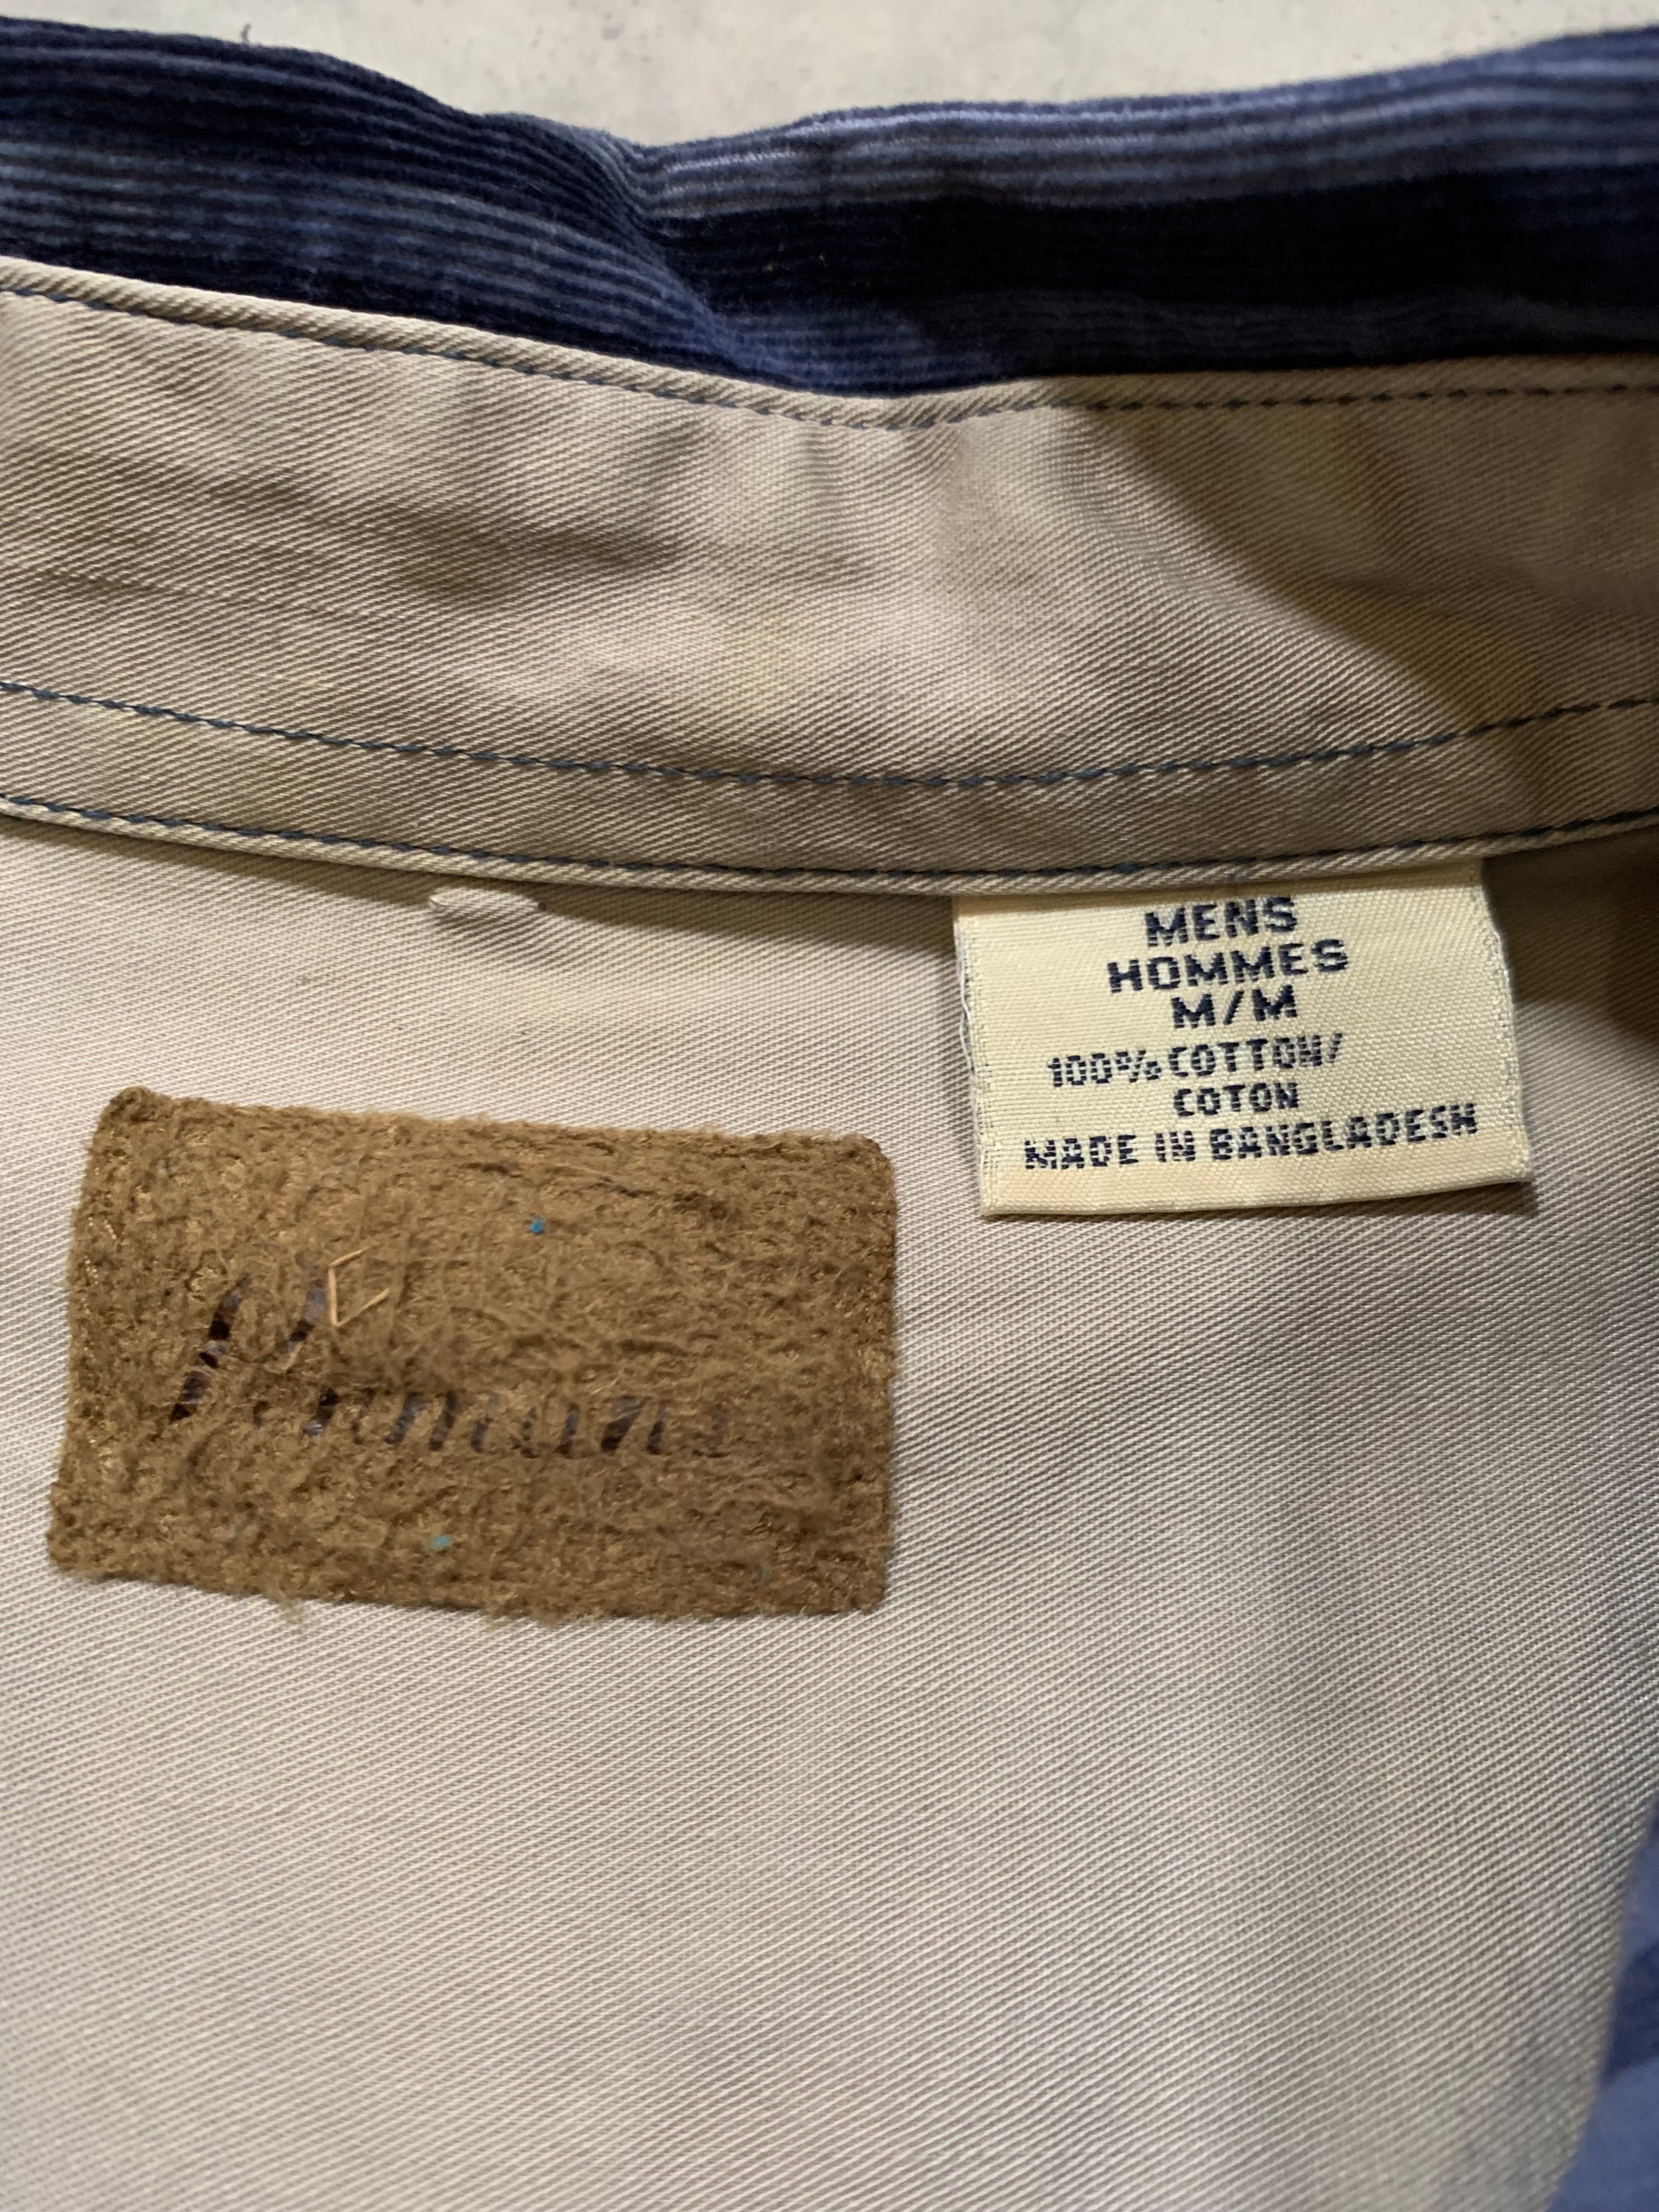 MENS
HOMMES
M/M
100% COTTON/
COTON
MADE IN BANGLADESH